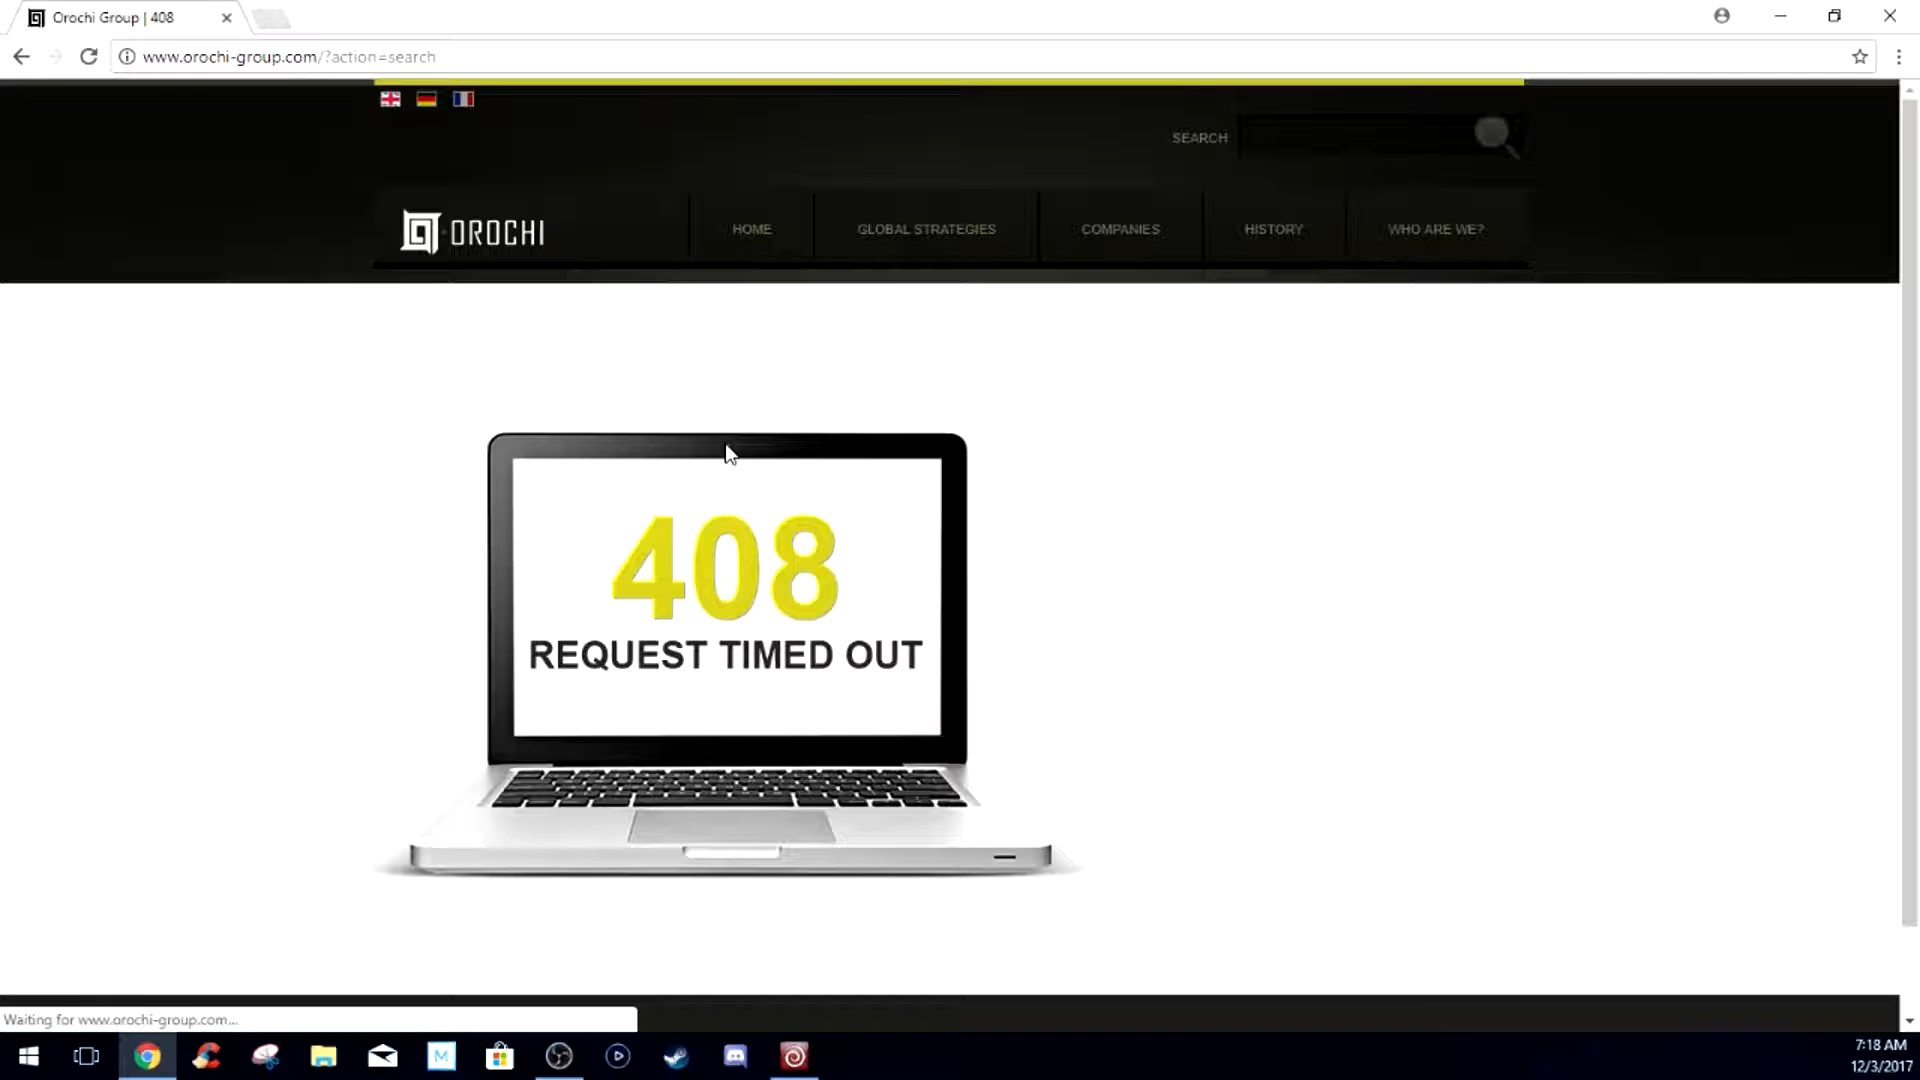 Orochi Group | 408
www.orochi-group.com/?action=search
SEARCH
OROCHI
HOME
GLOBAL STRATEGIES
COMPANIES
HISTORY
WHO ARE WE?
408
REQUEST TIMED OUT
Waiting for www.orochi-group.com...
M
7:18 AM
12/3/2017